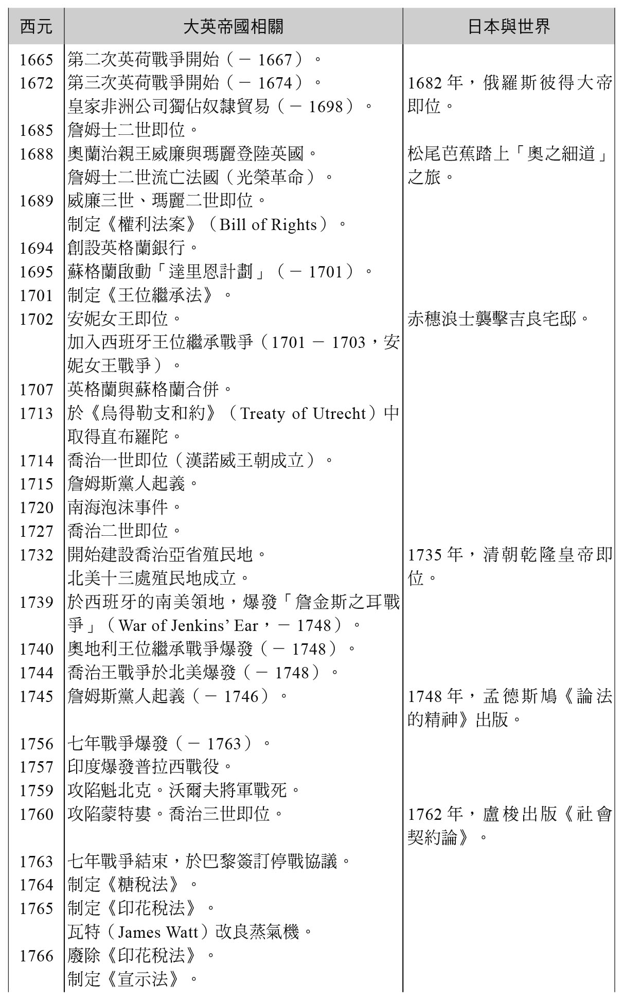 西元 大英帝國相關 日本與世界
1665 第二次英荷戰爭開始（－ 1667）。
1672 第三次英荷戰爭開始（－ 1674）。 1682 年，俄羅斯彼得大帝
皇家非洲公司獨佔奴隸貿易（－ 1698）。 即位。
1685 詹姆士二世即位。
1688 奧蘭治親王威廉與瑪麗登陸英國。 松尾芭蕉踏上「奧之細道」
詹姆士二世流亡法國（光榮革命）。 之旅。
1689 威廉三世、瑪麗二世即位。
制定《權利法案》（Bill of Rights）。
1694 創設英格蘭銀行。
1695 蘇格蘭啟動「達里恩計劃」（－ 1701）。
1701 制定《王位繼承法》。
1702 安妮女王即位。 赤穗浪士襲擊吉良宅邸。
加入西班牙王位繼承戰爭（1701 － 1703，安
妮女王戰爭）。
1707 英格蘭與蘇格蘭合併。
1713 於《烏得勒支和約》（Treaty of Utrecht）中
取得直布羅陀。
1714 喬治一世即位（漢諾威王朝成立）。
1715 詹姆斯黨人起義。
1720 南海泡沫事件。
1727 喬治二世即位。
1732 開始建設喬治亞省殖民地。 1735 年，清朝乾隆皇帝即
北美十三處殖民地成立。 位。
1739 於西班牙的南美領地，爆發「詹金斯之耳戰
爭」（War of Jenkins’ Ear，－ 1748）。
1740 奧地利王位繼承戰爭爆發（－ 1748）。
1744 喬治王戰爭於北美爆發（－ 1748）。
1745 詹姆斯黨人起義（－ 1746）。 1748 年，孟德斯鳩《論法
的精神》出版。
1756 七年戰爭爆發（－ 1763）。
1757 印度爆發普拉西戰役。
1759 攻陷魁北克。沃爾夫將軍戰死。
1760 攻陷蒙特婁。喬治三世即位。 1762 年，盧梭出版《社會
契約論》。
1763 七年戰爭結束，於巴黎簽訂停戰協議。
1764 制定《糖稅法》。
1765 制定《印花稅法》。
瓦特（James Watt）改良蒸氣機。
1766 廢除《印花稅法》。
制定《宣示法》。